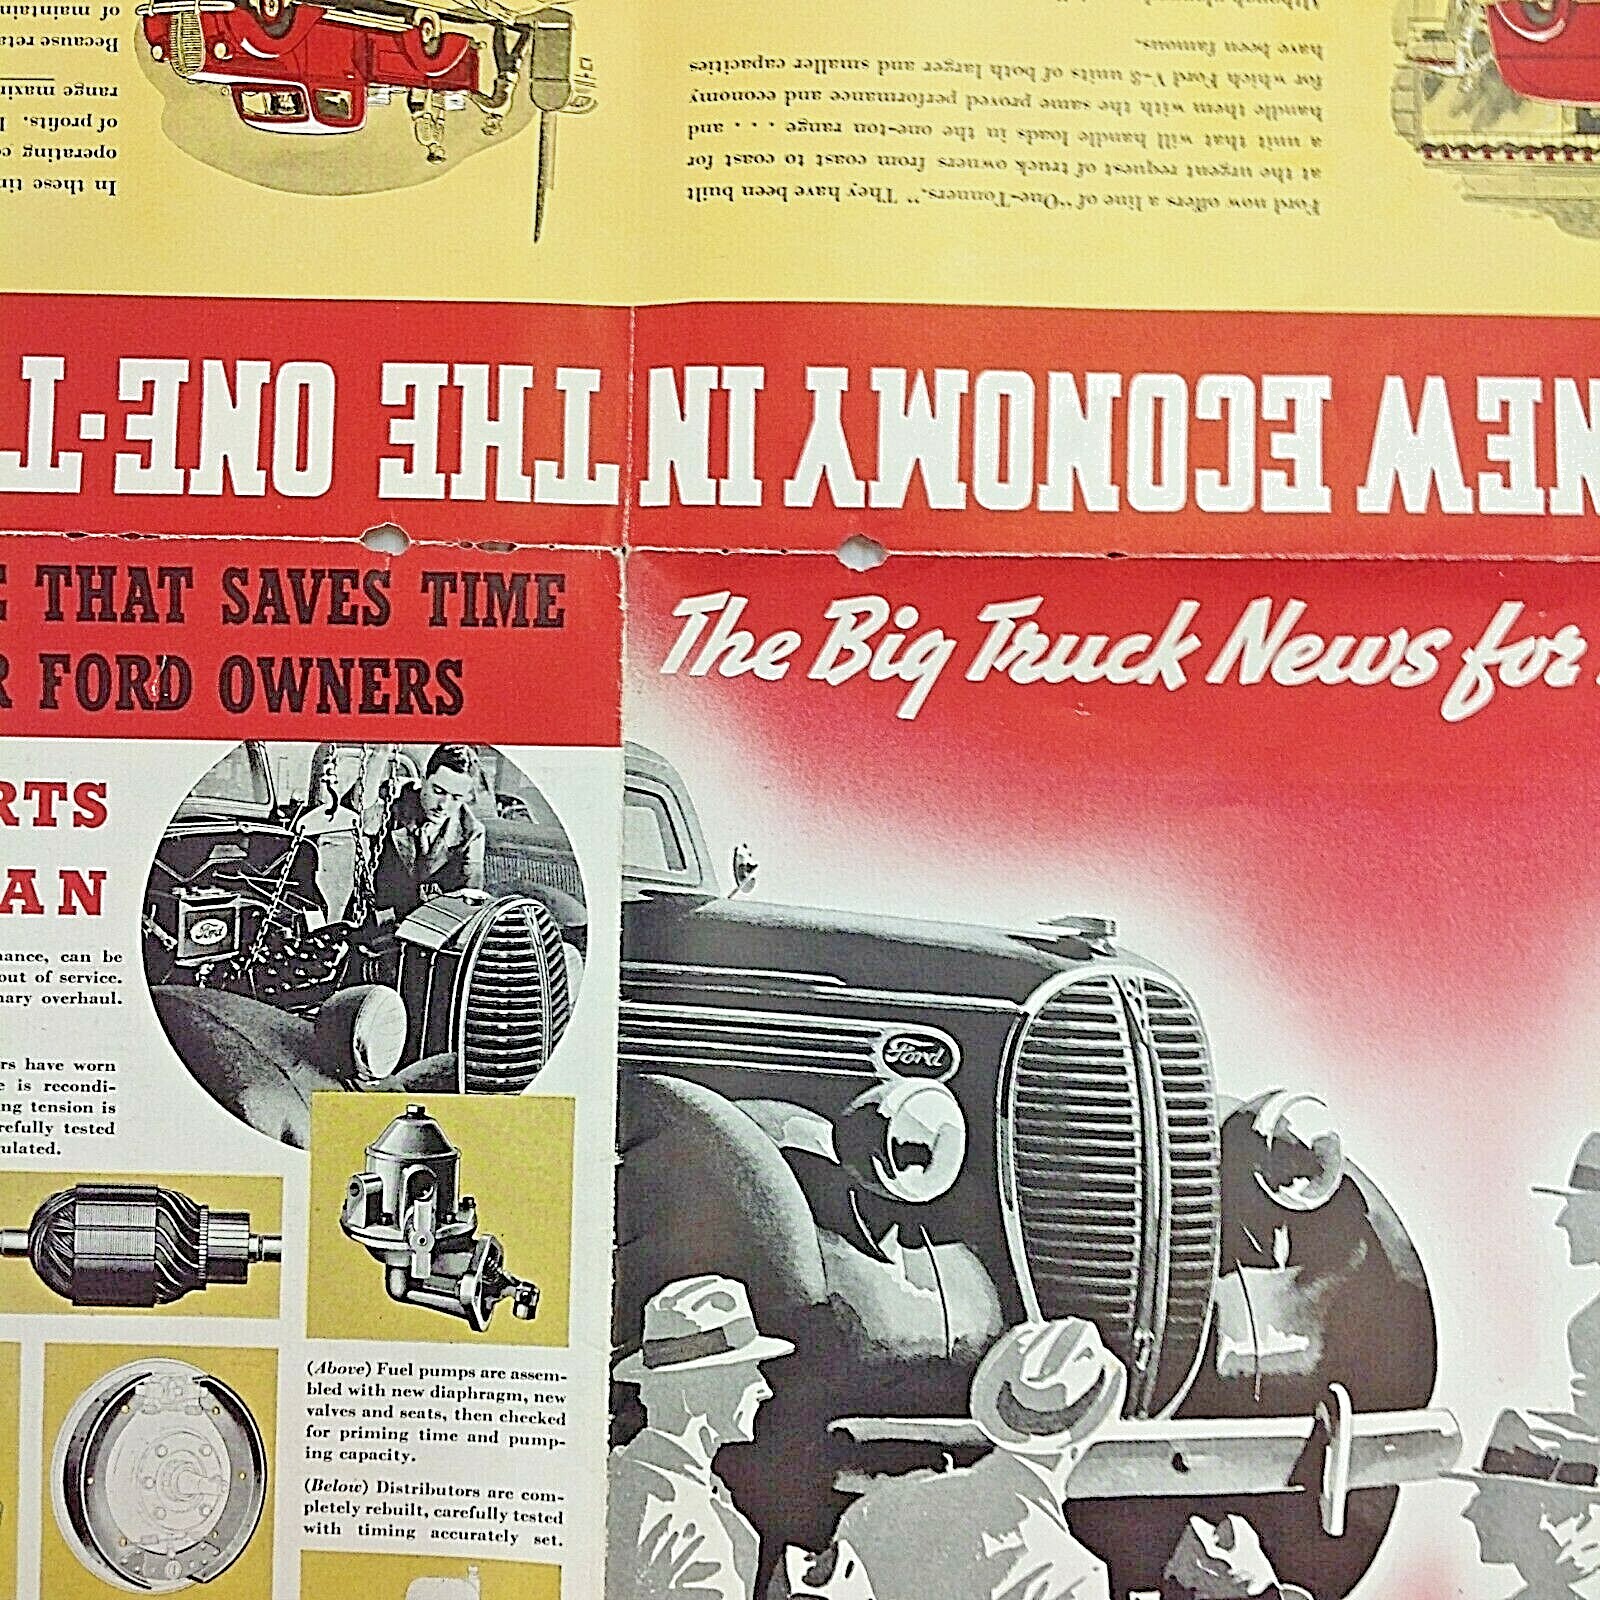 NEW ECONOMY IN THE ONE-T
Ford now offers a line of "One-Tonners." They have been built
at the urgent request of truck owners from coast to coast for
a unit that will handle loads in the one-ton range . . . and
handle them with the same proved performance and economy
for which Ford V-8 units of both larger and smaller capacities
have been famous.
Although
In these
operating
of profits.
range
Because
of
THAT SAVES TIME
R FORD OWNERS
RTS
AN
nance, can be
out of service.
nary overhaul.
rs have worn
e is recondi-
ng tension is
refully tested
ulated.
Ford
(Above) Fuel pumps are assem-
bled with new diaphragm, new
valves and seats, then checked
for priming time and pump-
ing capacity.
(Below) Distributors are com-
pletely rebuilt, carefully tested
with timing accurately set.
The Big Truck News for
Ford